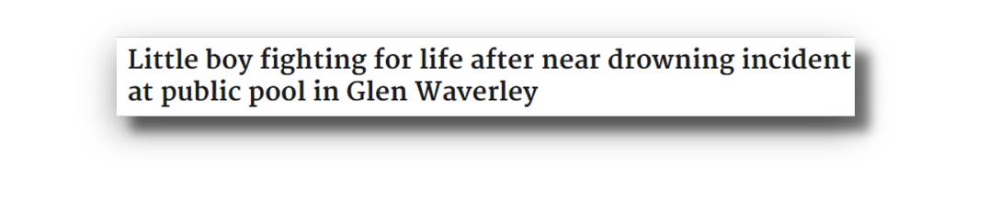 Little boy fighting for life after near drowning incident
at public pool in Glen Waverley